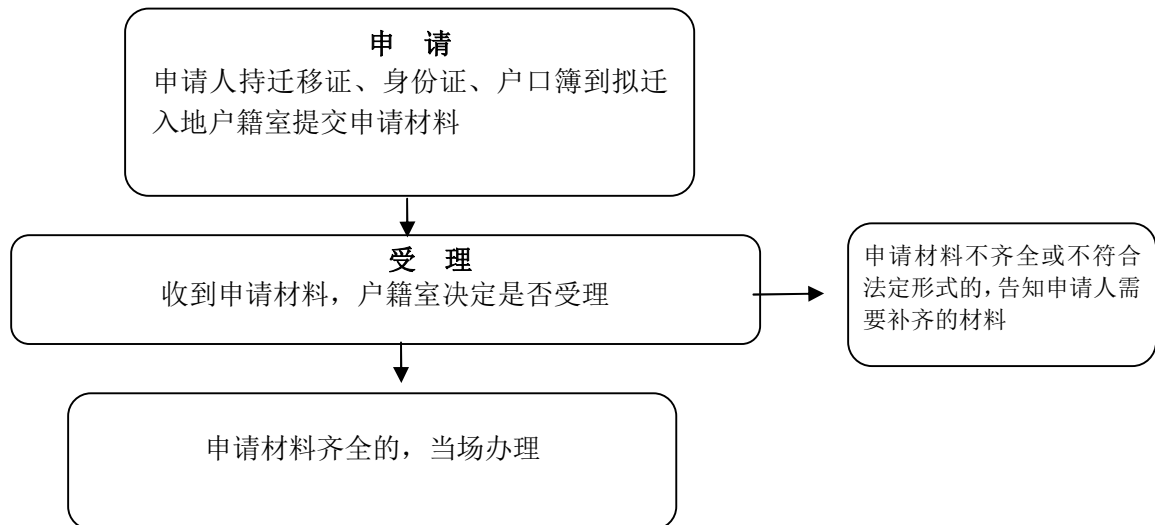 申 请
申请人持迁移证、身份证、户口簿到拟迁
入地户籍室提交申请材料
受 理
收到申请材料，户籍室决定是否受理
申请材料不齐全或不符合
法定形式的，告知申请人需
要补齐的材料
申请材料齐全的，当场办理